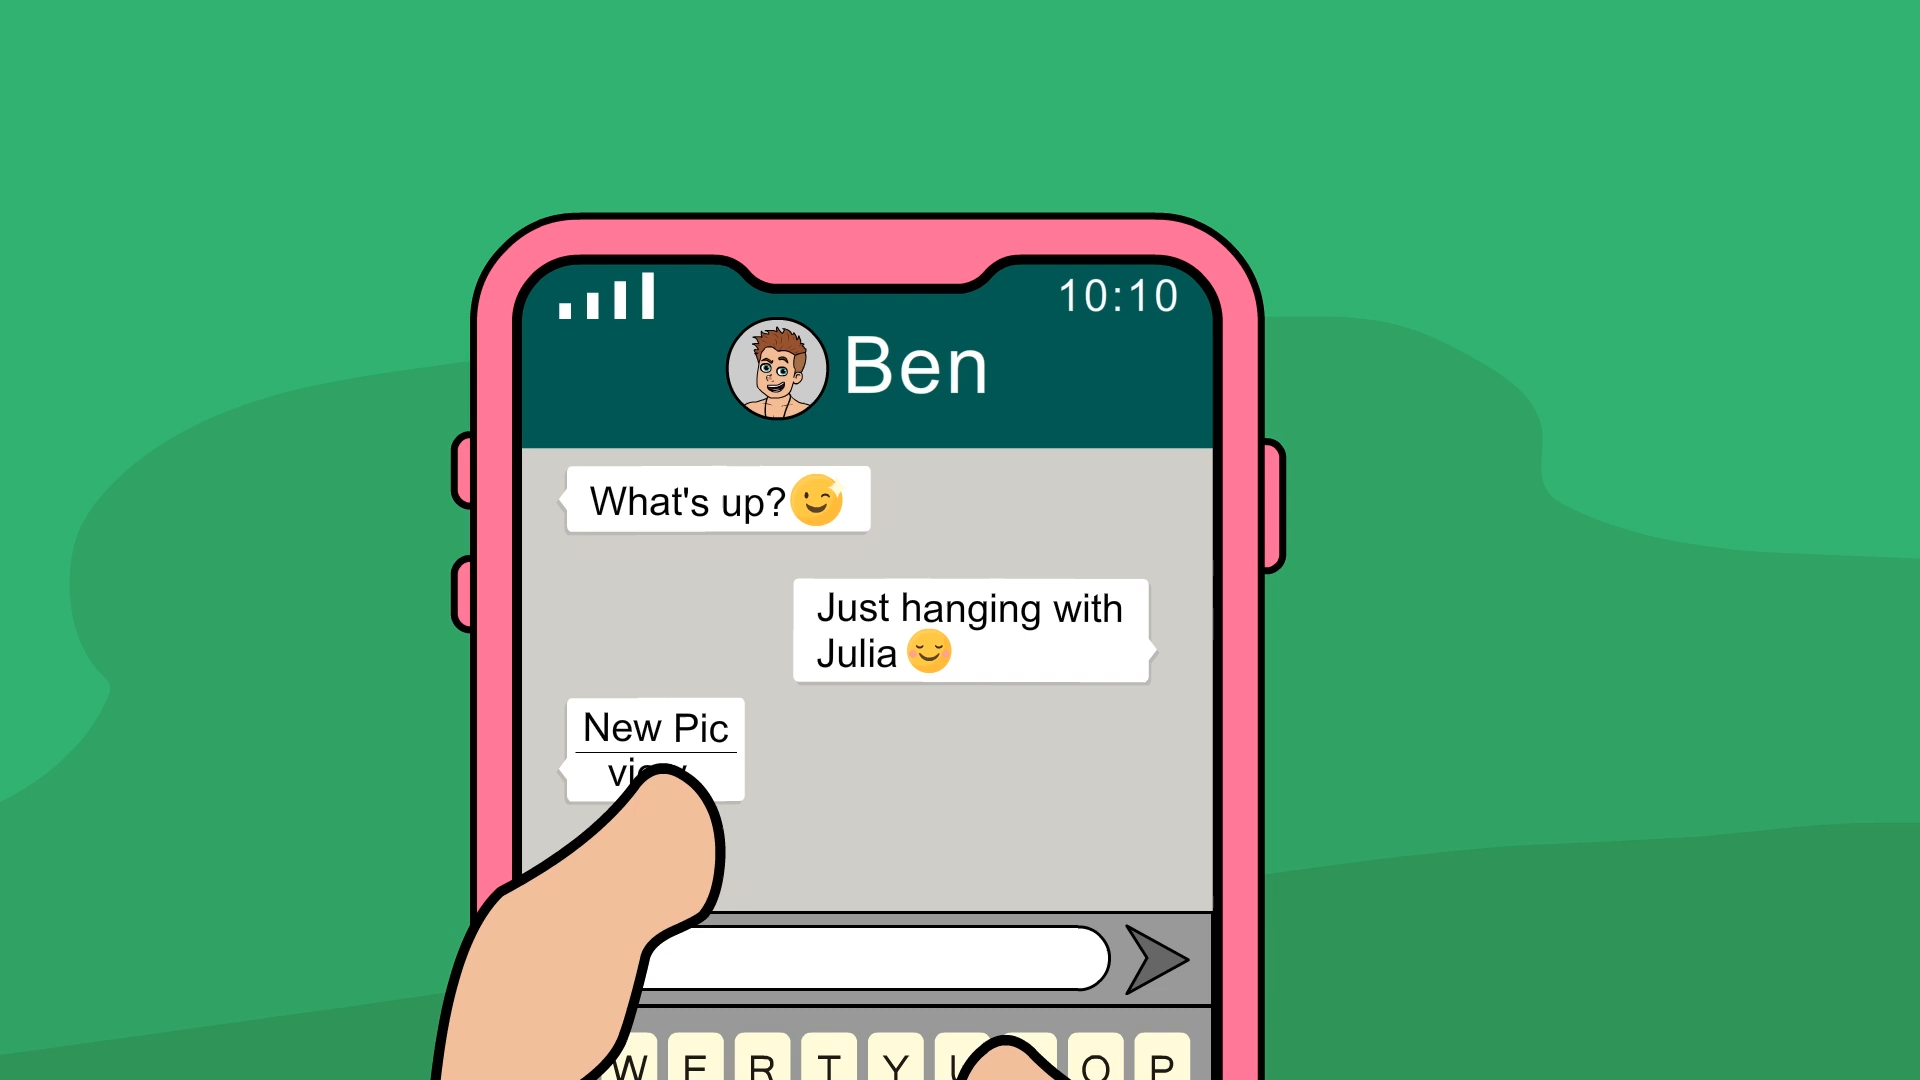 10:10
Ben
What's up?😉
Just hanging with
Julia 😊
New Pic
W E R T Y U O P